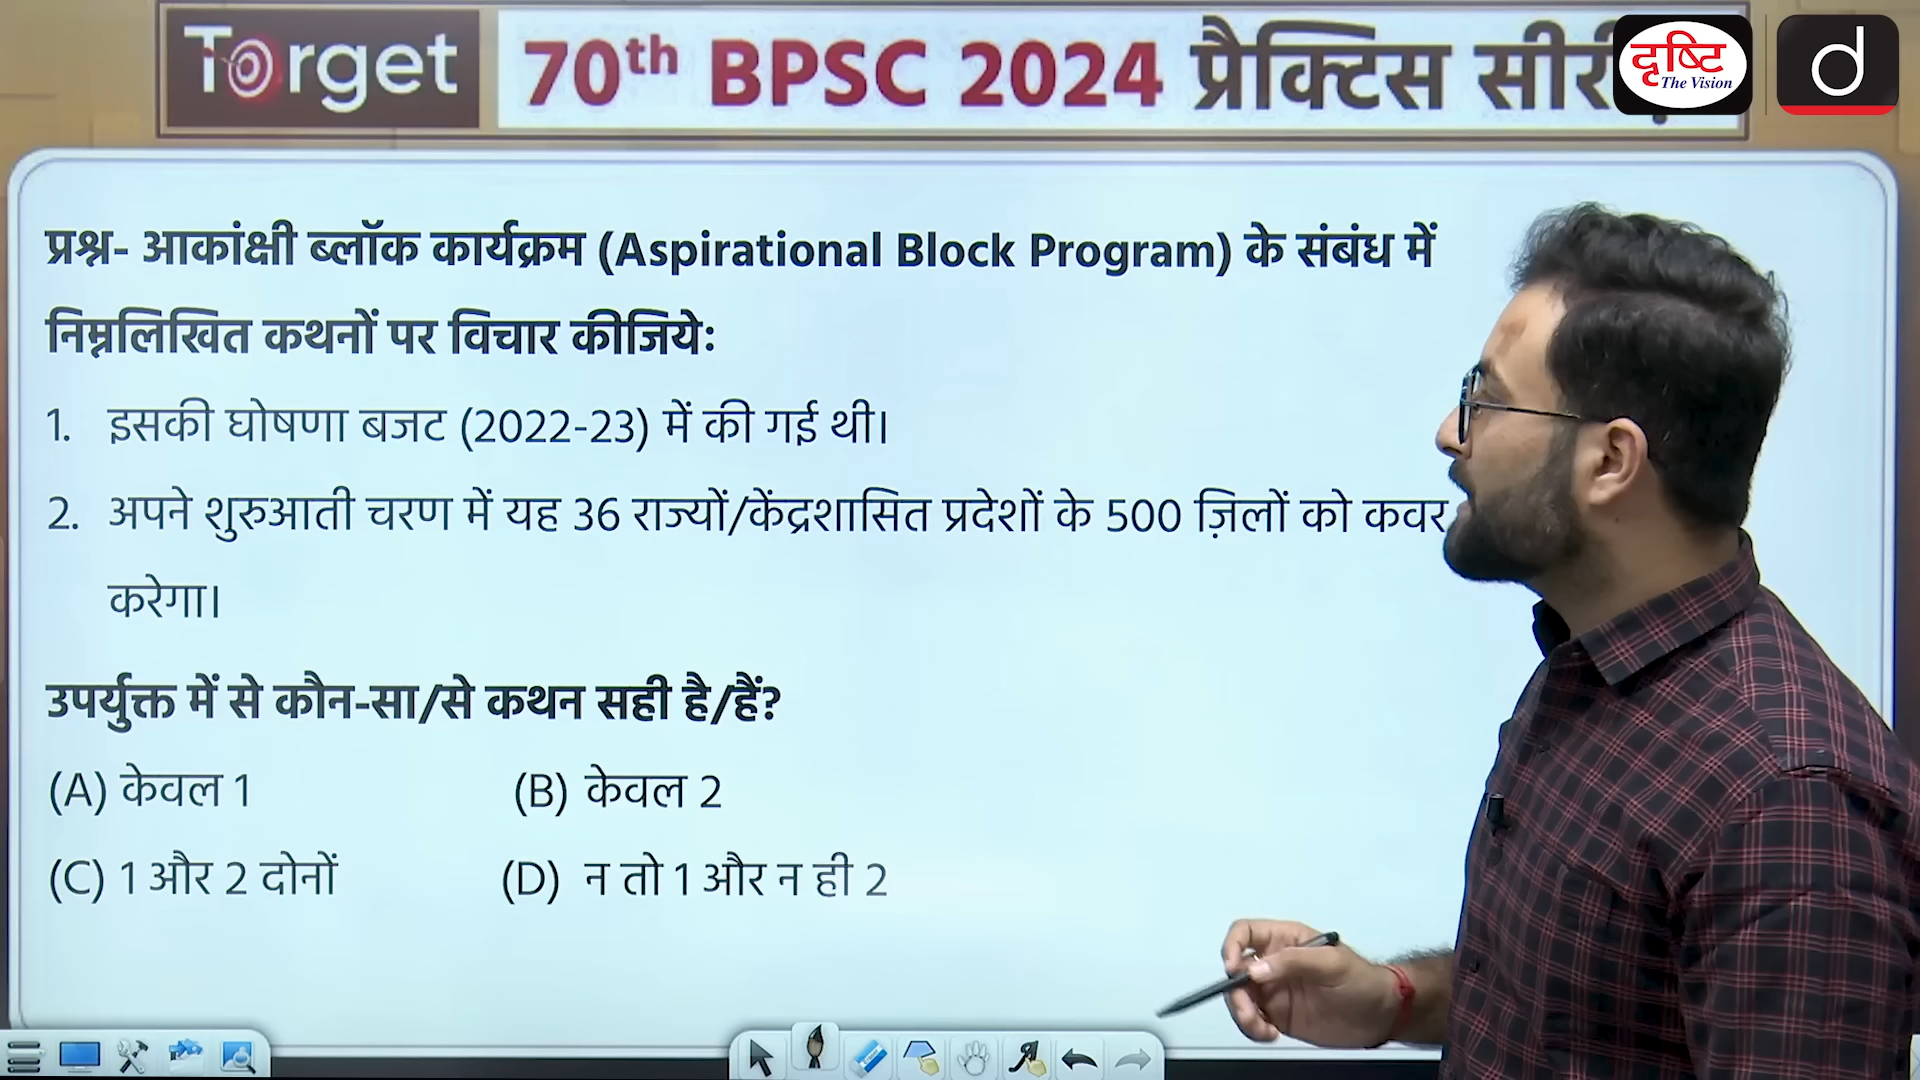 Target
70th BPSC 2024 प्रैक्टिस
दृष्टि
The Vision
d
प्रश्न- आकांक्षी ब्लॉक कार्यक्रम (Aspirational Block Program) के संबंध में
निम्नलिखित कथनों पर विचार कीजियेः
1. इसकी घोषणा बजट (2022-23) में की गई थी।
2. अपने शुरुआती चरण में यह 36 राज्यों/केंद्रशासित प्रदेशों के 500 ज़िलों को कवर
करेगा।
उपर्युक्त में से कौन-सा/से कथन सही है/हैं?
(A) केवल 1 (B) केवल 2
(C) 1 और 2 दोनों (D) न तो 1 और न ही 2